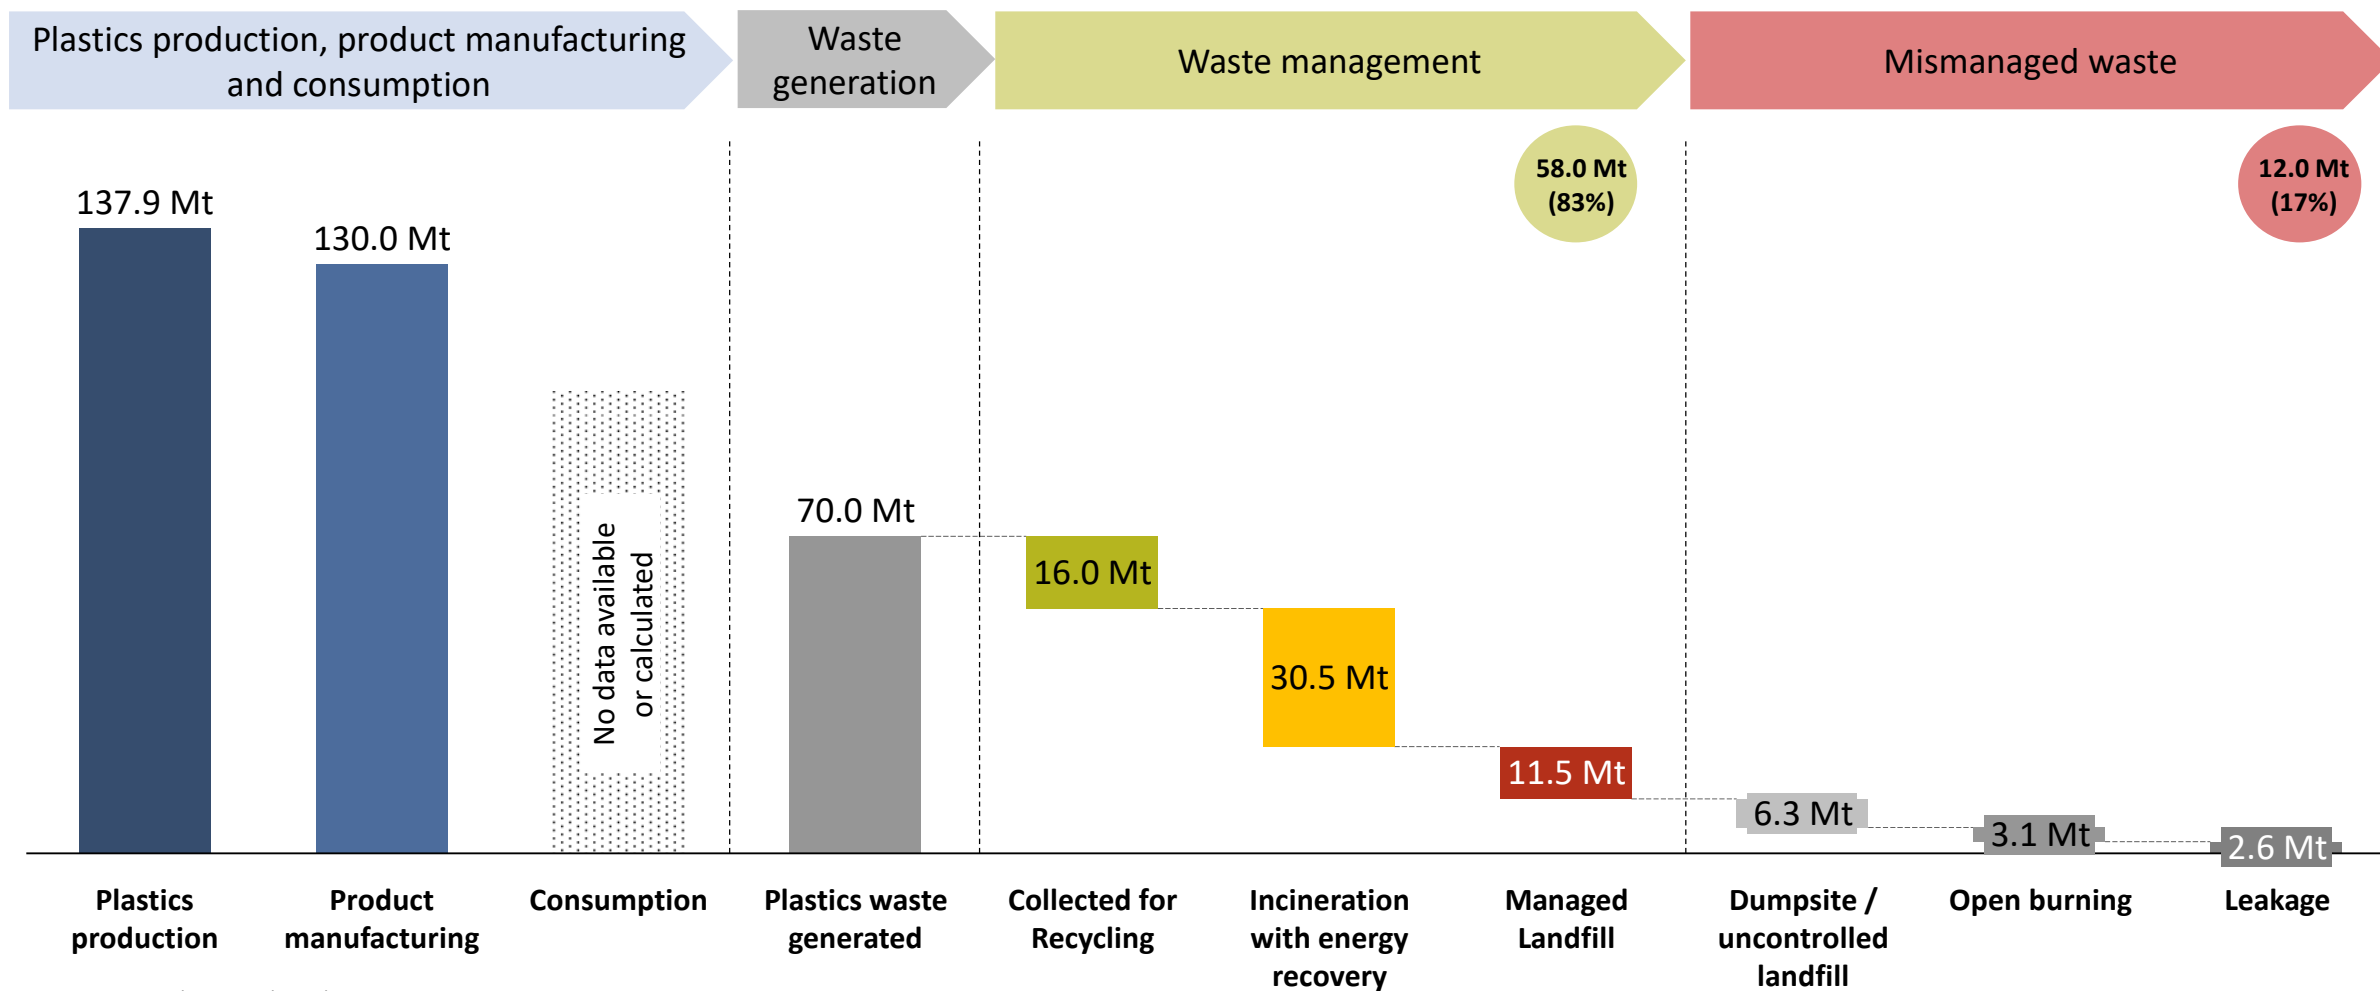 Plastics production, product manufacturing
and consumption
Waste
generation
Waste management
Mismanaged waste
58.0 Mt
(83%)
12.0 Mt
(17%)
137.9 Mt
130.0 Mt
No data available
or calculated
70.0 Mt
16.0 Mt
30.5 Mt
11.5 Mt
6.3 Mt
3.1 Mt
2.6 Mt
Plastics
production
Product
manufacturing
Consumption
Plastics waste
generated
Collected for
Recycling
Incineration
with energy
recovery
Managed
Landfill
Dumpsite /
uncontrolled
landfill
Open burning
Leakage